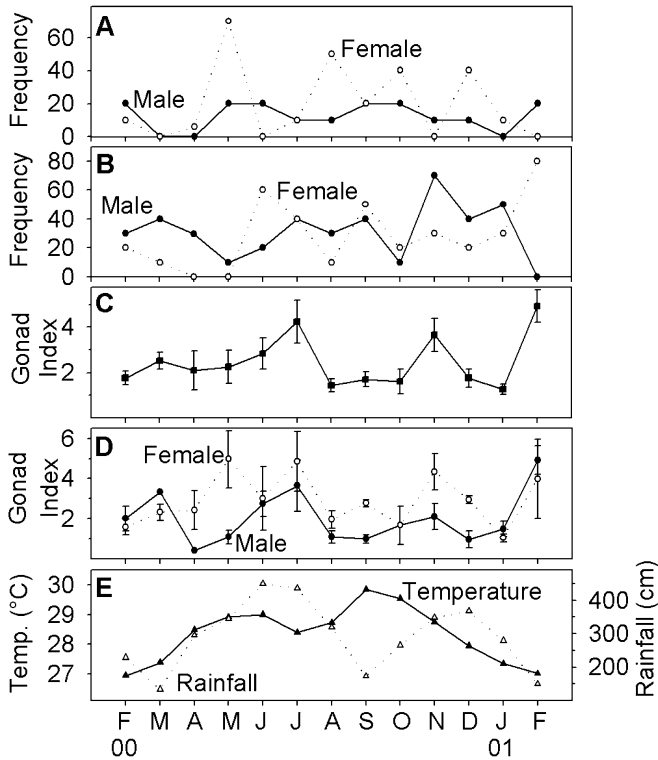 A
Frequency
60
40
20
0
Male
Female
B
Frequency
80
60
40
20
0
Male
Female
C
Gonad
Index
4
2
D
Gonad
Index
6
4
2
Female
Male
E
Temp. (°C)
30
29
28
27
Temperature
Rainfall
400
300
200
Rainfall (cm)
F M A M J J A S O N D J F
00 01